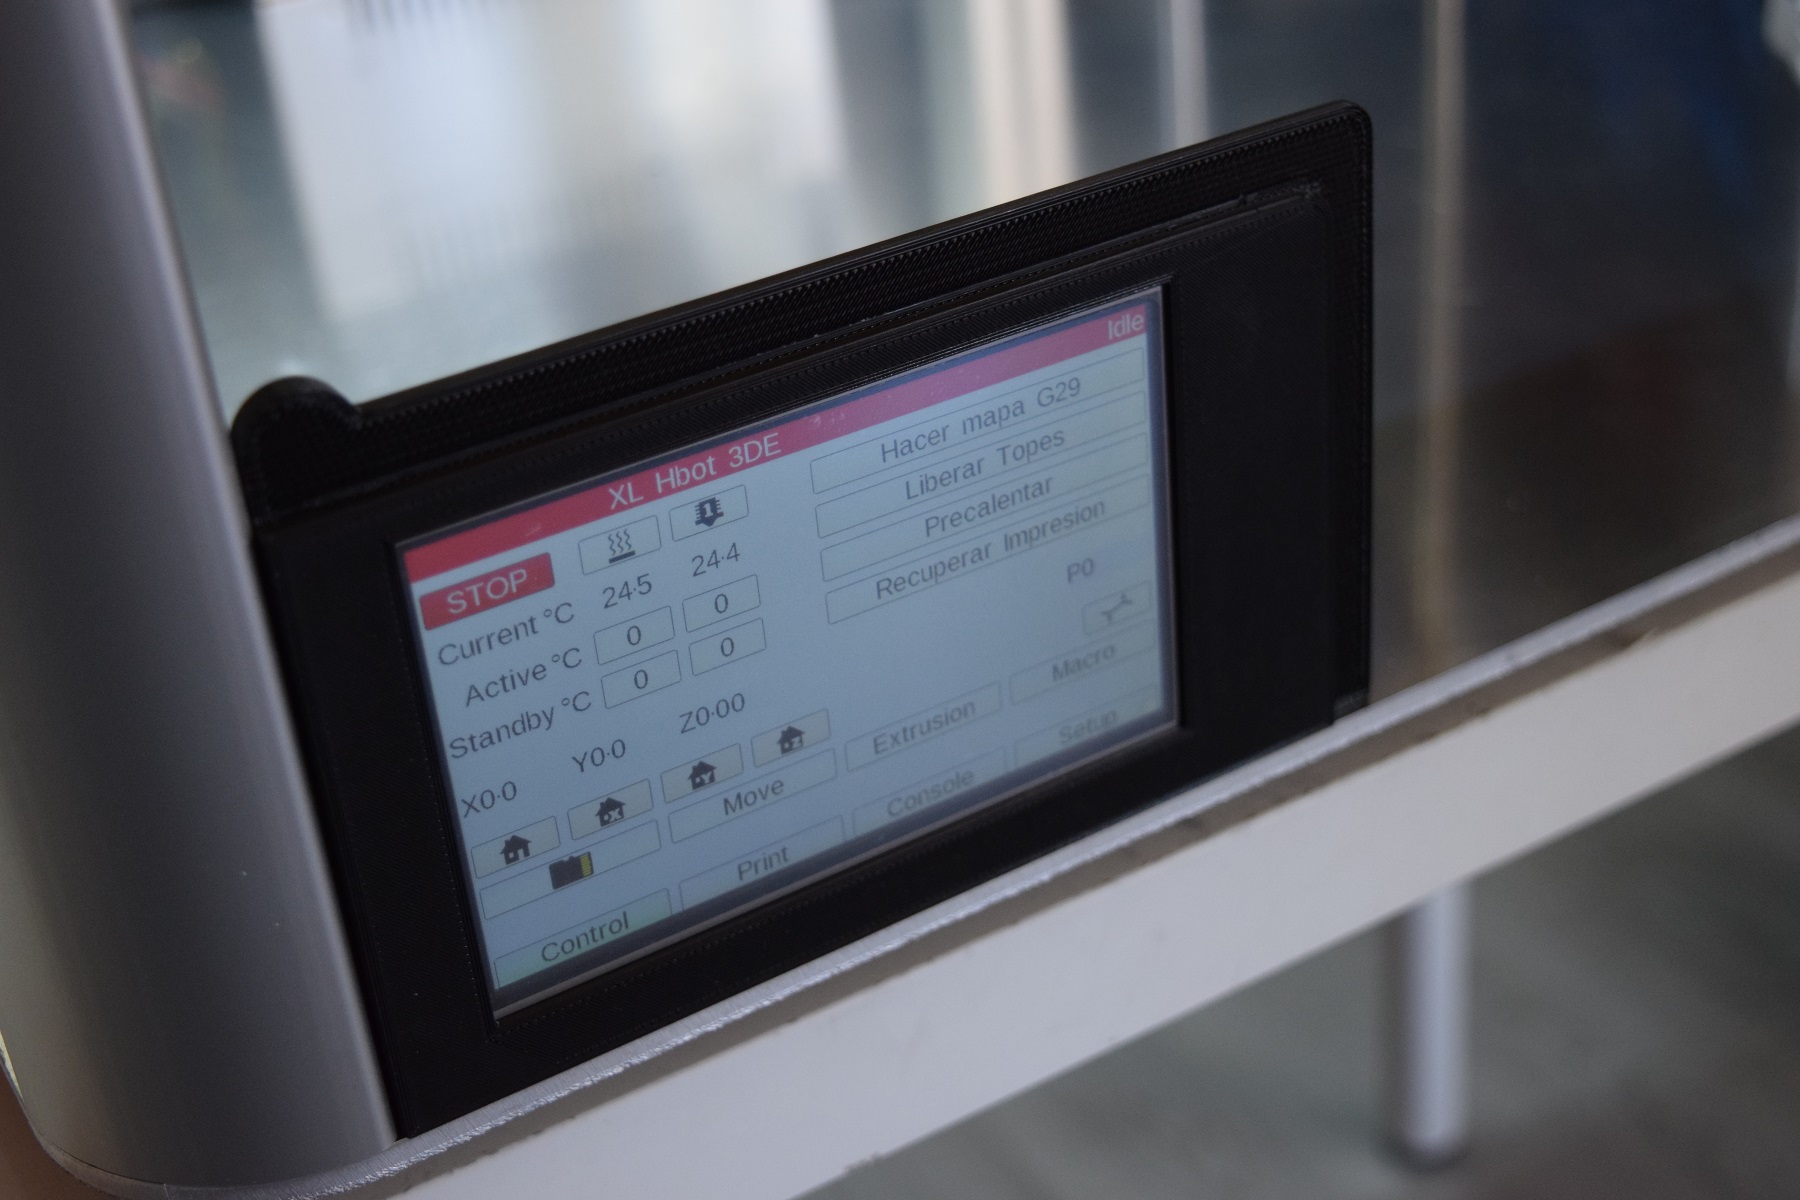 XL Hbot 3DE Idle
STOP
1
Current °C 24·5 24·4
Active °C 0 0
Standby °C 0 0
Hacer mapa G29
Liberar Topes
Precalentar
Recuperar Impresion
P0
X0·0 Y0·0 Z0·00
X Y Z
Move Extrusion Macro
Control Print Console Setup